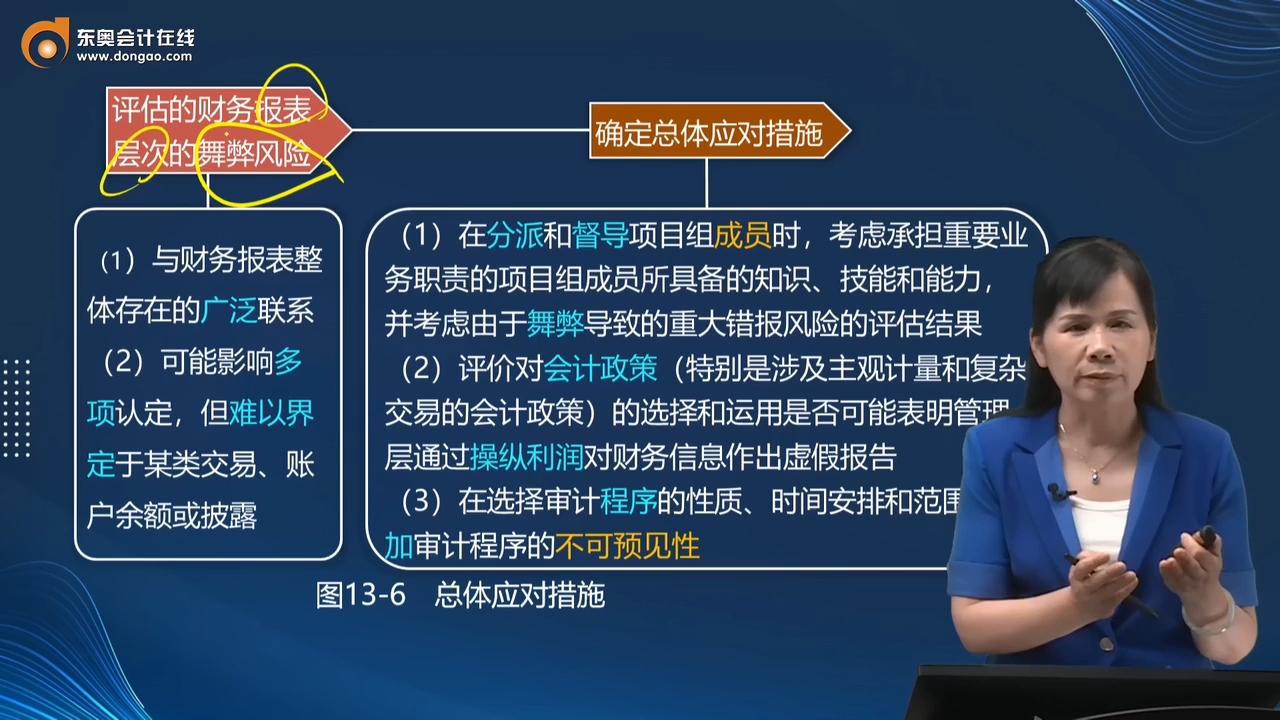 东奥会计在线
www.dongao.com
评估的财务报表
层次的舞弊风险
确定总体应对措施
（1）与财务报表整
体存在的广泛联系
（2）可能影响多
项认定，但难以界
定于某类交易、账
户余额或披露
（1）在分派和督导项目组成员时，考虑承担重要业
务职责的项目组成员所具备的知识、技能和能力，
并考虑由于舞弊导致的重大错报风险的评估结果
（2）评价对会计政策（特别是涉及主观计量和复杂
交易的会计政策）的选择和运用是否可能表明管理
层通过操纵利润对财务信息作出虚假报告
（3）在选择审计程序的性质、时间安排和范围
加审计程序的不可预见性
图13-6 总体应对措施